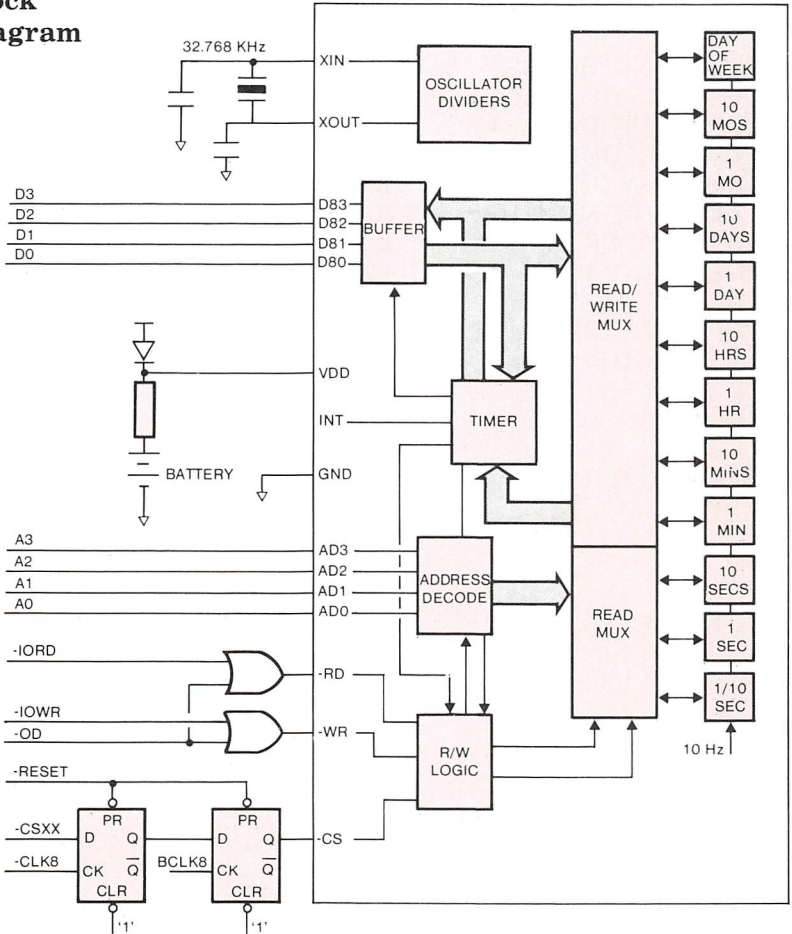 ock
agram
32.768 KHz
XIN
XOUT
OSCILLATOR
DIVIDERS
D3
D2
D1
D0
D83
D82
D81
D80
BUFFER
READ/
WRITE
MUX
DAY
OF
WEEK
10
MOS
1
MO
10
DAYS
1
DAY
10
HRS
1
HR
10
MINS
1
MIN
10
SECS
1
SEC
1/10
SEC
10 Hz
VDD
INT
GND
BATTERY
TIMER
A3
A2
A1
A0
AD3
AD2
AD1
AD0
ADDRESS
DECODE
READ
MUX
-IORD
-RD
-IOWR
-OD
-WR
R/W
LOGIC
-RESET
-CSXX
-CLK8
PR
D Q
CK Q
CLR
'1'
BCLK8
PR
D Q
CK Q
CLR
'1'
-CS